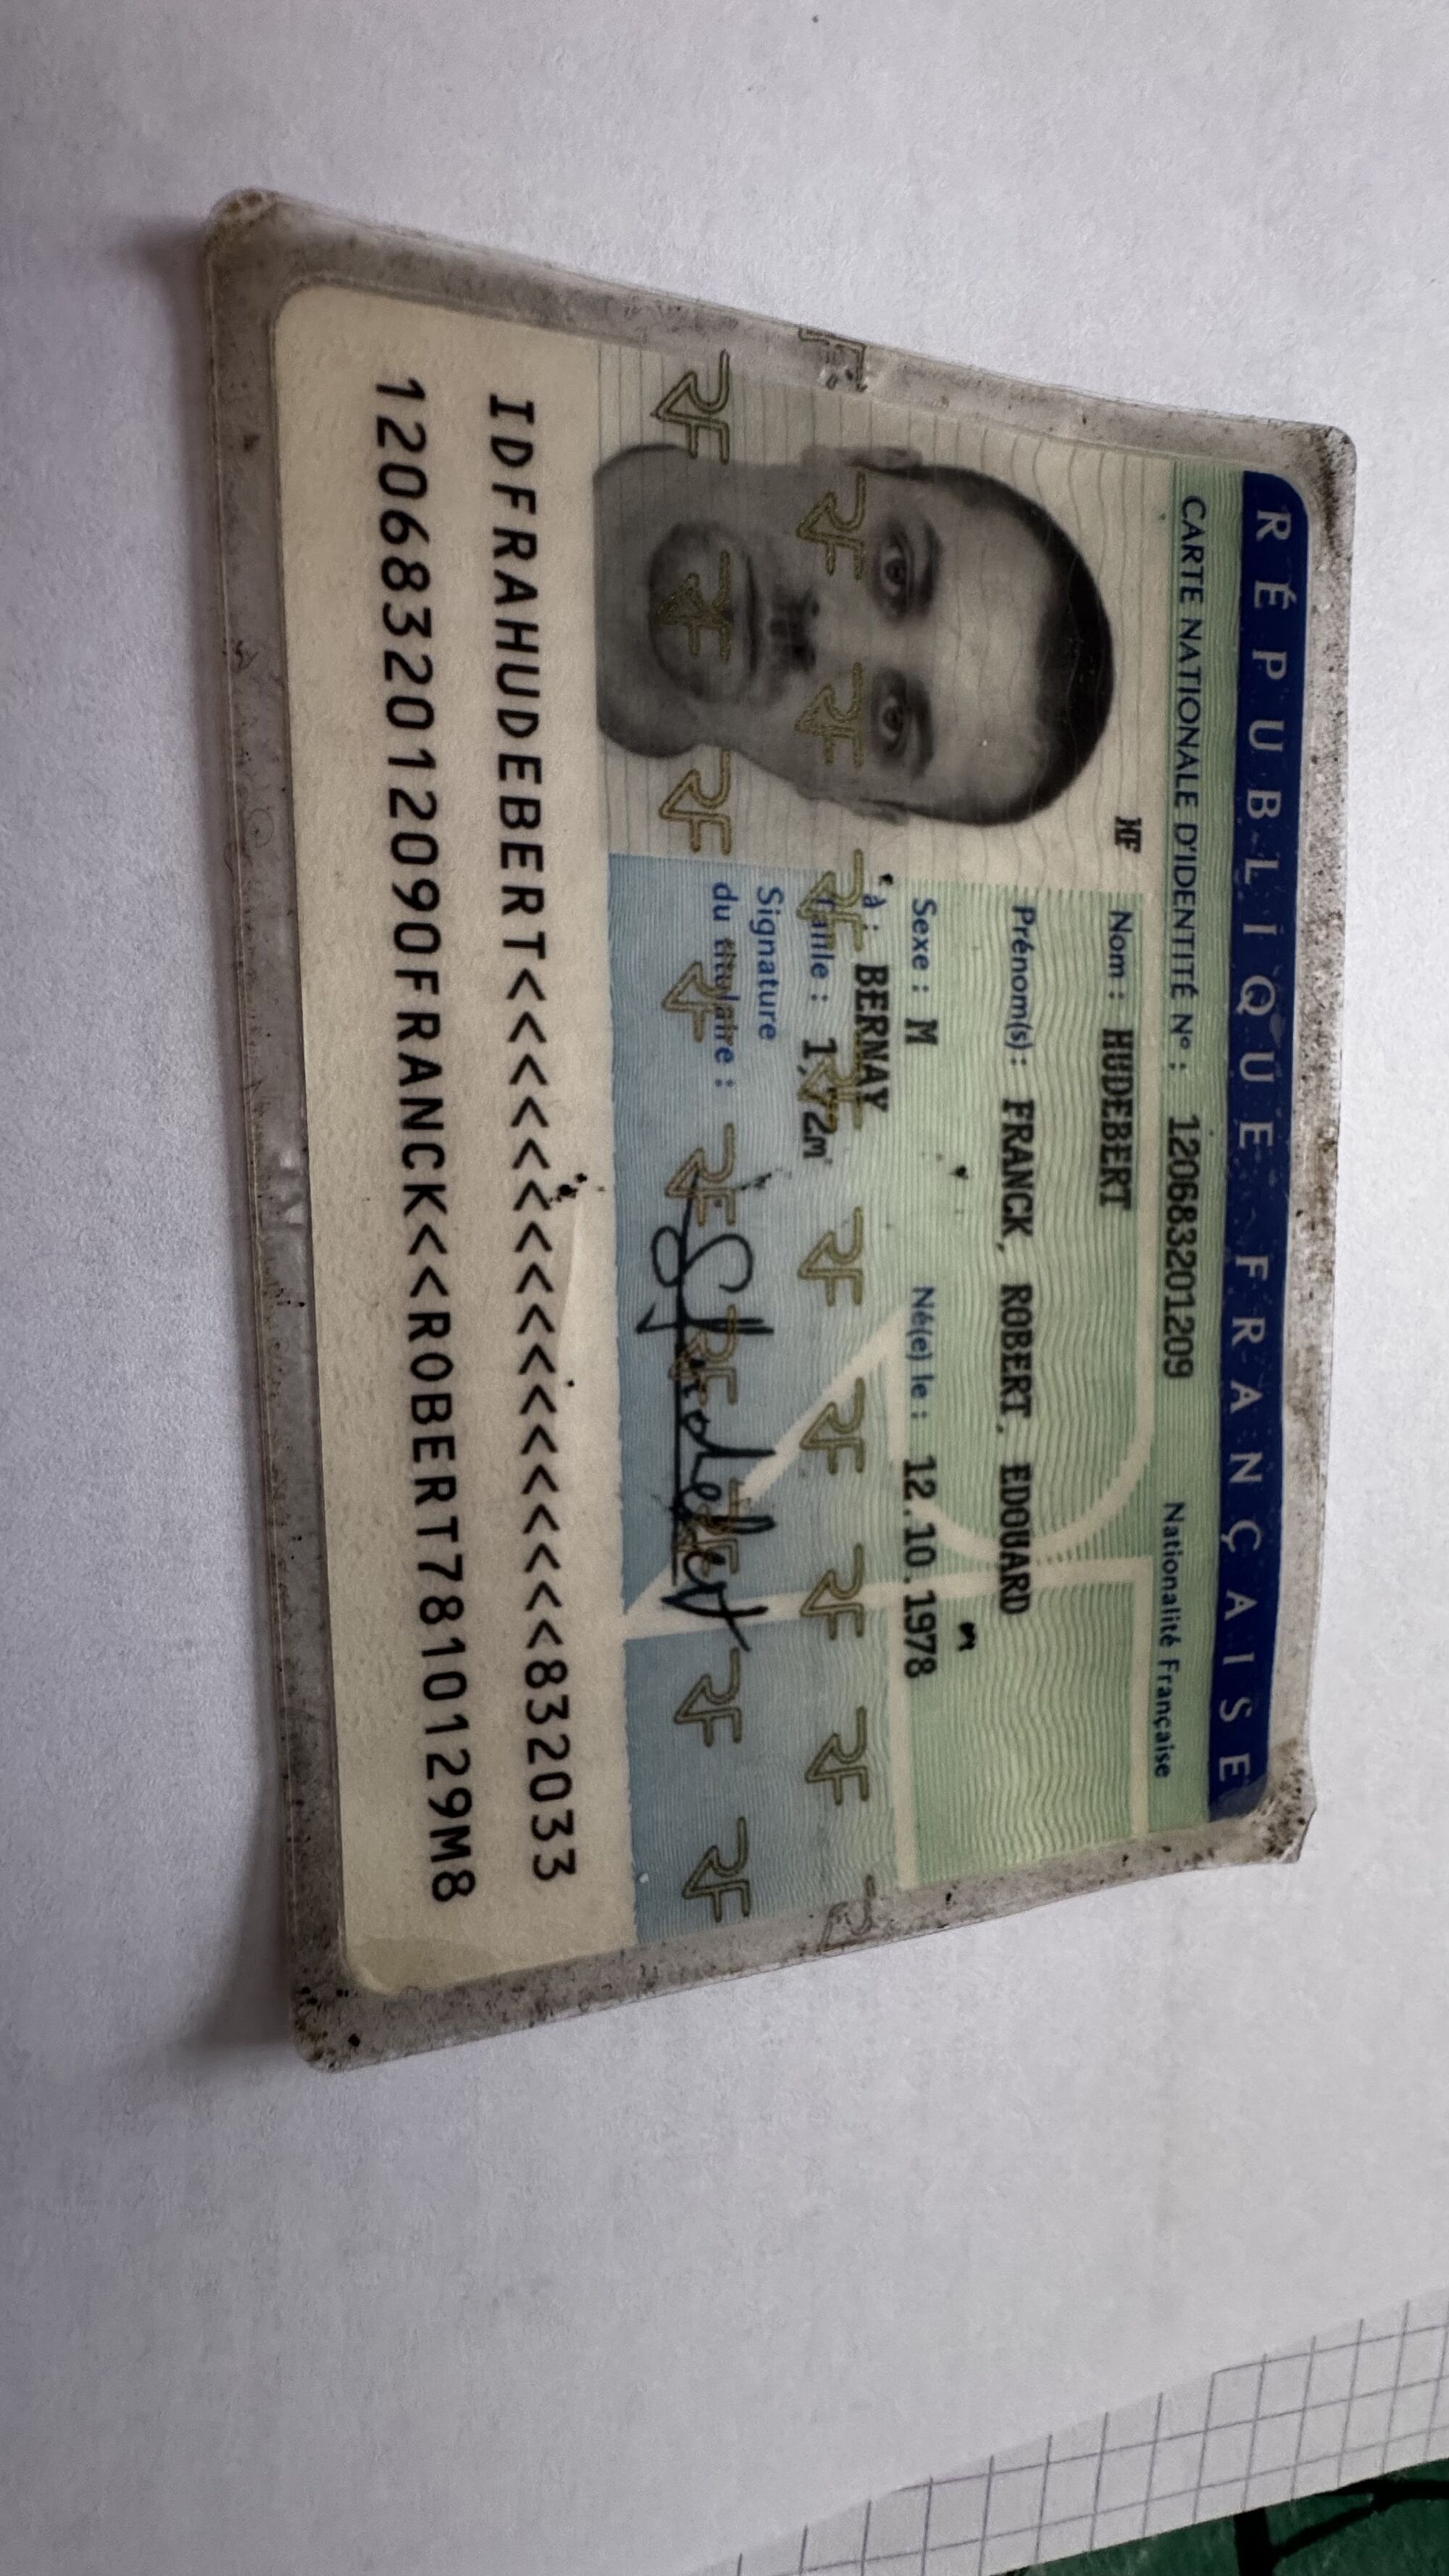 RÉPUBLIQUE FRANÇAISE
CARTE NATIONALE D'IDENTITÉ N° : 120683201209 Nationalité Française
Nom : HUDEBERT
Prénom(s) : FRANCK, ROBERT, EDOUARD
Sexe : M Né(e) le : 12.10.1978
à : BERNAY
Taille : 1,72m
Signature
du titulaire :
IDFRAHUDEBERT<<<<<<<<<<<<<<<<<832033
1206832012090FRANCK<<ROBERT7810129M8